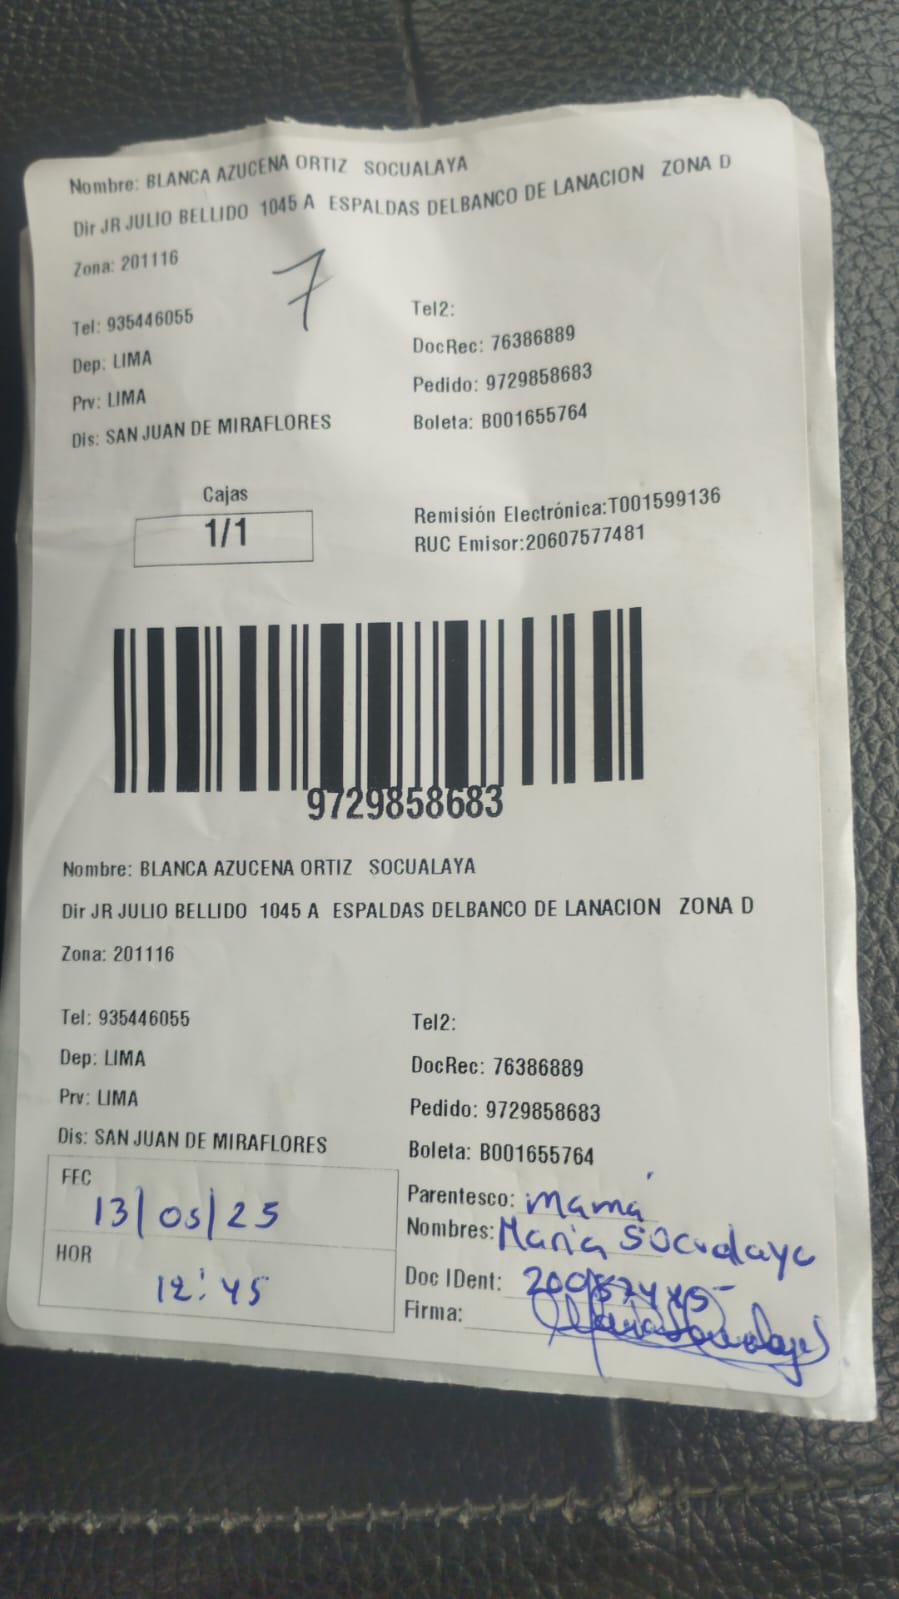 Nombre: BLANCA AZUCENA ORTIZ SOCUALAYA
Dir JR JULIO BELLIDO 1045 A ESPALDAS DELBANCO DE LANACION ZONA D
Zona: 201116
7
Tel: 935446055
Tel2:
Dep: LIMA
DocRec: 76386889
Prv: LIMA
Pedido: 9729858683
Dis: SAN JUAN DE MIRAFLORES
Boleta: B001655764
Cajas
1/1
Remisión Electrónica:T001599136
RUC Emisor:20607577481
9729858683
Nombre: BLANCA AZUCENA ORTIZ SOCUALAYA
Dir JR JULIO BELLIDO 1045 A ESPALDAS DELBANCO DE LANACION ZONA D
Zona: 201116
Tel: 935446055
Tel2:
Dep: LIMA
DocRec: 76386889
Prv: LIMA
Pedido: 9729858683
Dis: SAN JUAN DE MIRAFLORES
Boleta: B001655764
FEC
13/05/25
HOR
12:45
Parentesco: Mamá
Nombres: Maria Socualaya
Doc IDent:
Firma: